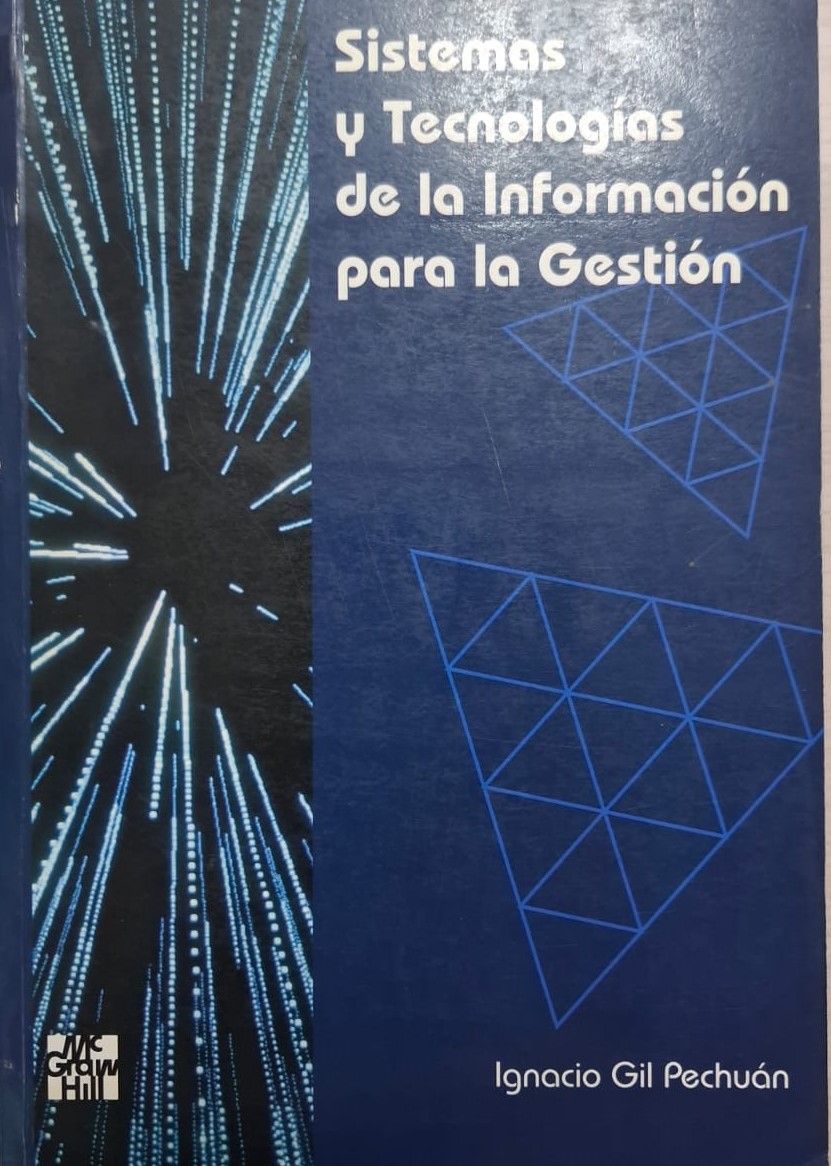 Sistemas
y Tecnologías
de la Información
para la Gestión
Mc
Graw
Hill
Ignacio Gil Pechuán